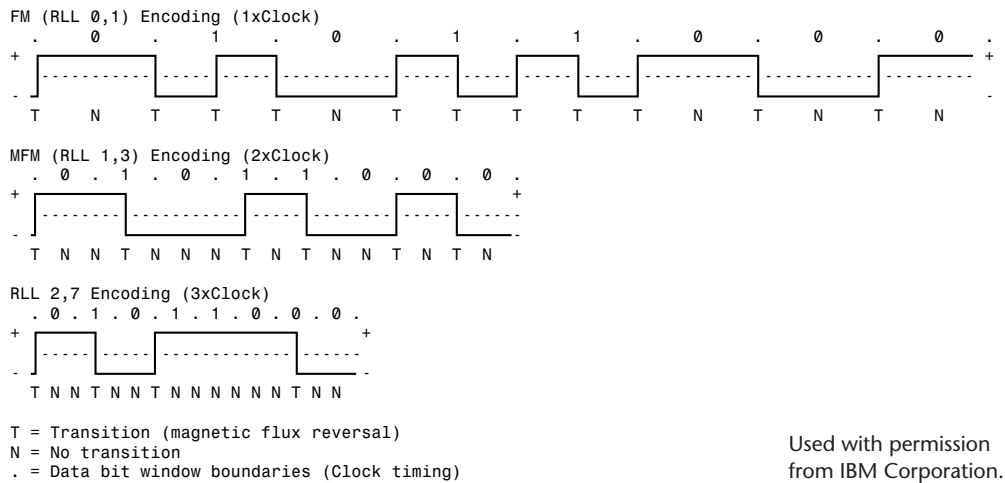 FM (RLL 0,1) Encoding (1xClock)
. 0 . 1 . 0 . 1 . 1 . 0 . 0 . 0 .
+ +
- -
T N T T T N T T T T T N T N T N
MFM (RLL 1,3) Encoding (2xClock)
. 0 . 1 . 0 . 1 . 1 . 0 . 0 . 0 .
+ +
- -
T N N T N N N T N T N N T N T N
RLL 2,7 Encoding (3xClock)
. 0 . 1 . 0 . 1 . 1 . 0 . 0 . 0 .
+ +
- -
T N N T N N T N N N N N N T N N
T = Transition (magnetic flux reversal)
N = No transition
. = Data bit window boundaries (Clock timing)
Used with permission
from IBM Corporation.